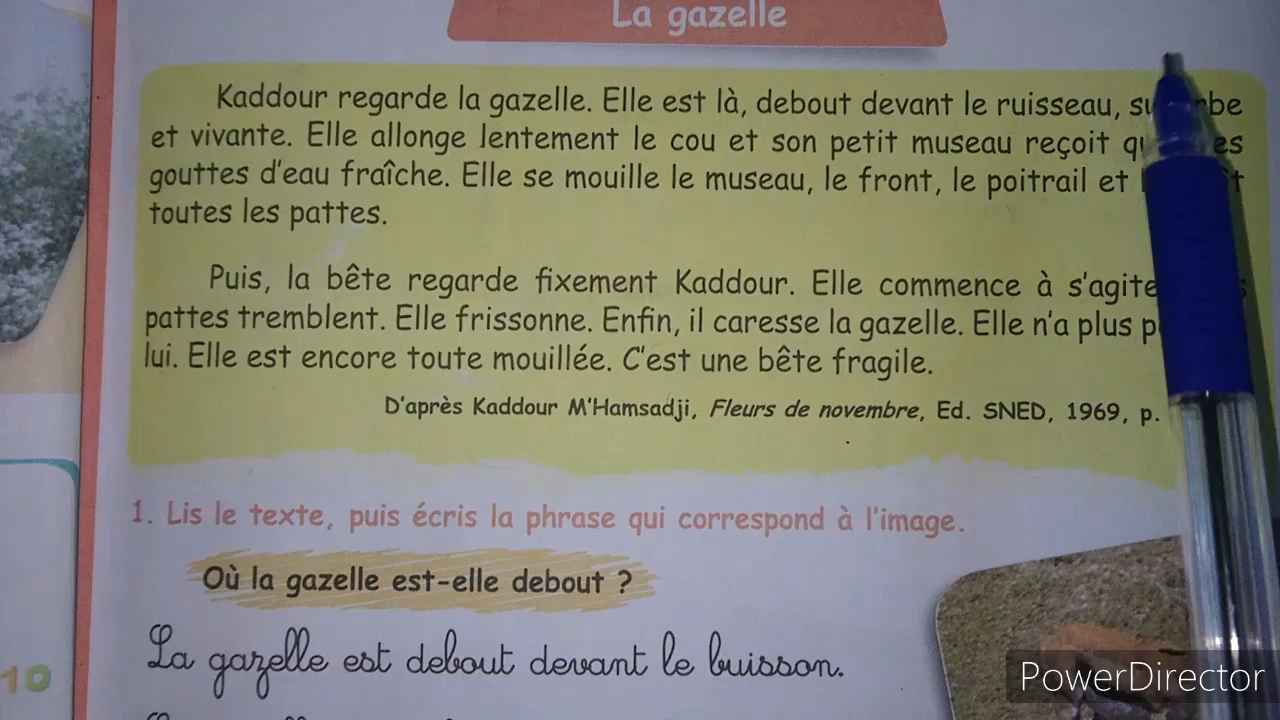 La gazelle
Kaddour regarde la gazelle. Elle est là, debout devant le ruisseau,
et vivante. Elle allonge lentement le cou et son petit museau reçoit
gouttes d'eau fraîche. Elle se mouille le museau, le front, le poitrail et
toutes les pattes.
Puis, la bête regarde fixement Kaddour. Elle commence à
pattes tremblent. Elle frissonne. Enfin, il caresse la gazelle. Elle n'a plus
lui. Elle est encore toute mouillée. C'est une bête fragile.
D'après Kaddour M'Hamsadji, Fleurs de novembre, Ed. SNED, 1969, p.
1. Lis le texte, puis écris la phrase qui correspond à l'image.
Où la gazelle est-elle debout ?
La gazelle est debout devant le buisson.
10
PowerDirector